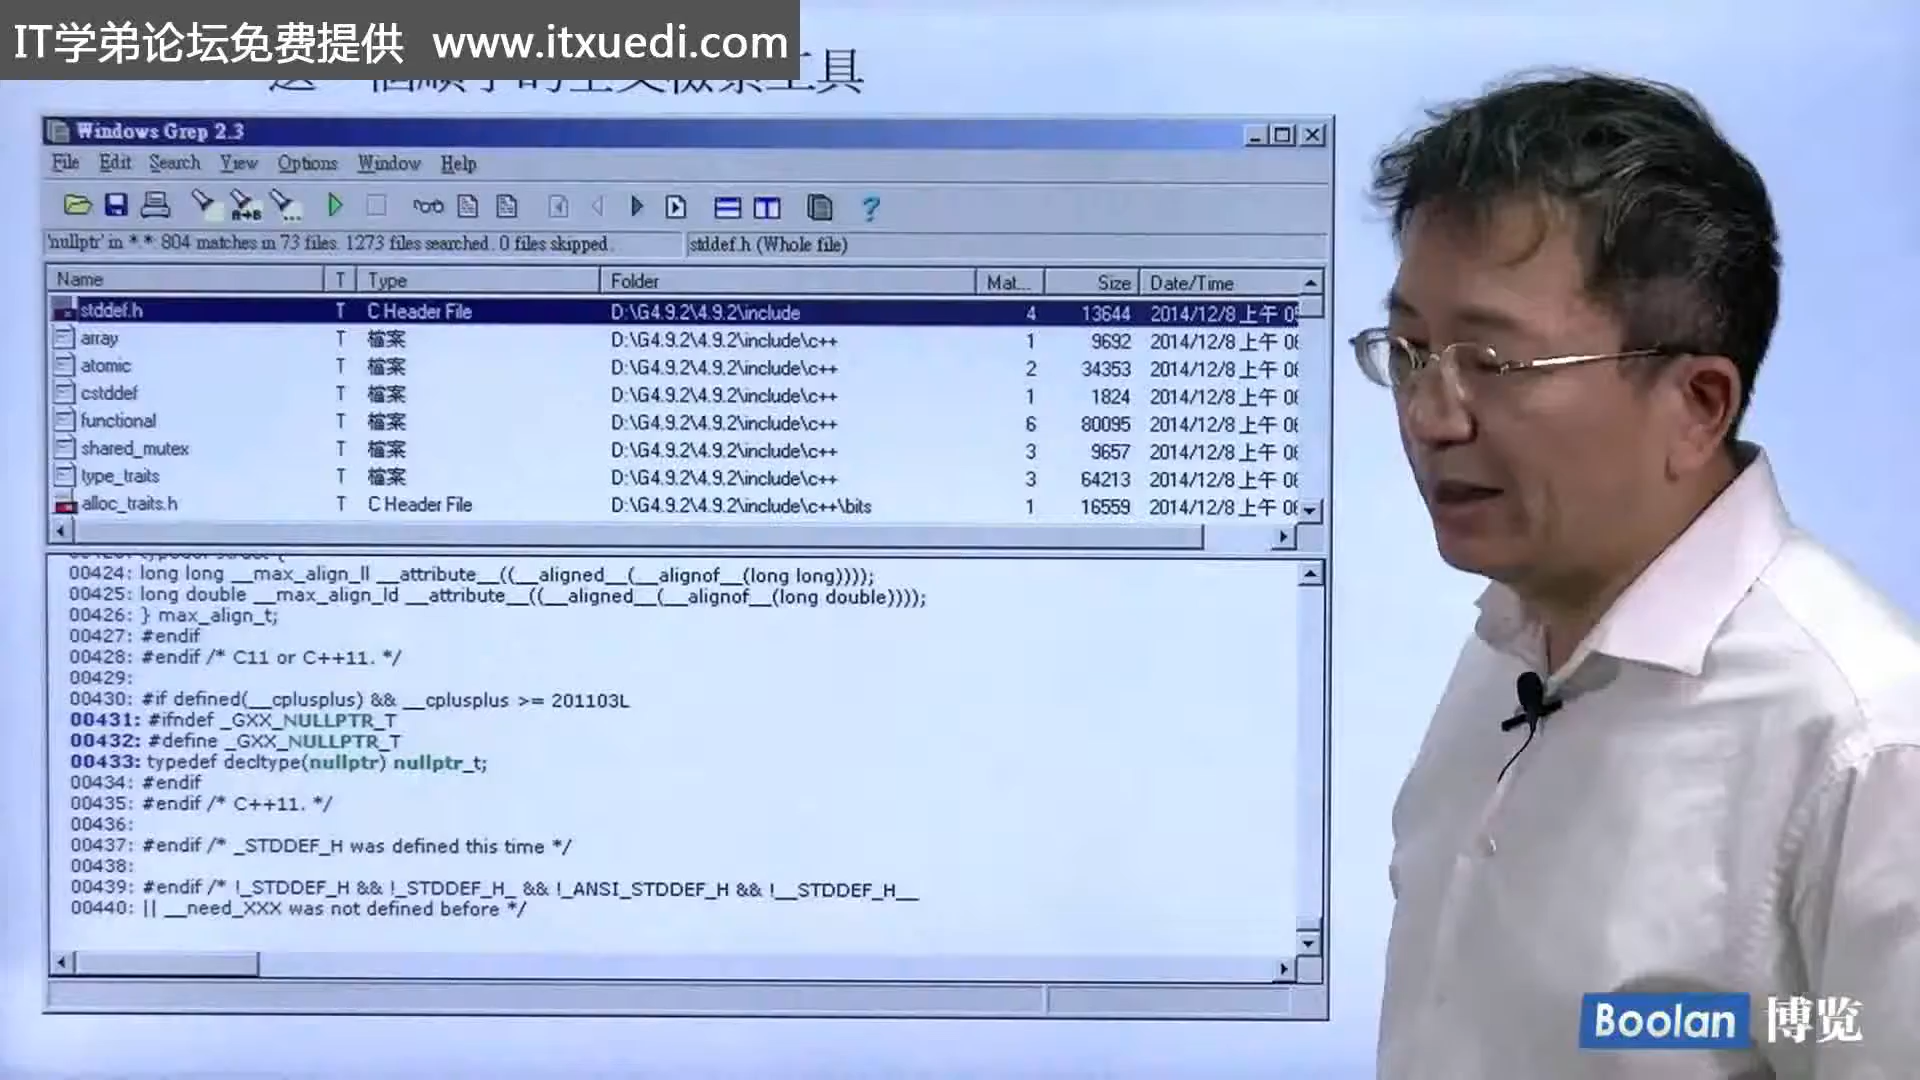 IT学弟论坛免费提供 www.itxuedi.com
工具
Windows Grep 2.3
File Edit Search View Options Window Help
'nullptr' in *.*: 804 matches in 73 files. 1273 files searched. 0 files skipped.
stddef.h (Whole file)
Name T Type Folder Mat... Size Date/Time
stddef.h T C Header File D:\G4.9.2\4.9.2\include 4 13644 2014/12/8 上午 0
array T 檔案 D:\G4.9.2\4.9.2\include\c++ 1 9692 2014/12/8 上午 0
atomic T 檔案 D:\G4.9.2\4.9.2\include\c++ 2 34353 2014/12/8 上午 0
cstddef T 檔案 D:\G4.9.2\4.9.2\include\c++ 1 1824 2014/12/8 上午 0
functional T 檔案 D:\G4.9.2\4.9.2\include\c++ 6 80095 2014/12/8 上午 0
shared_mutex T 檔案 D:\G4.9.2\4.9.2\include\c++ 3 9657 2014/12/8 上午 0
type_traits T 檔案 D:\G4.9.2\4.9.2\include\c++ 3 64213 2014/12/8 上午 0
alloc_traits.h T C Header File D:\G4.9.2\4.9.2\include\c++\bits 1 16559 2014/12/8 上午 0
00424: long long __max_align_ll __attribute__((__aligned__(__alignof__(long long))));
00425: long double __max_align_ld __attribute__((__aligned__(__alignof__(long double))));
00426: } max_align_t;
00427: #endif
00428: #endif /* C11 or C++11. */
00429:
00430: #if defined(__cplusplus) && __cplusplus >= 201103L
00431: #ifndef _GXX_NULLPTR_T
00432: #define _GXX_NULLPTR_T
00433: typedef decltype(nullptr) nullptr_t;
00434: #endif
00435: #endif /* C++11. */
00436:
00437: #endif /* _STDDEF_H was defined this time */
00438:
00439: #endif /* !_STDDEF_H && !_STDDEF_H_ && !_ANSI_STDDEF_H && !__STDDEF_H__
00440: || __need_XXX was not defined before */
Boolan 博览